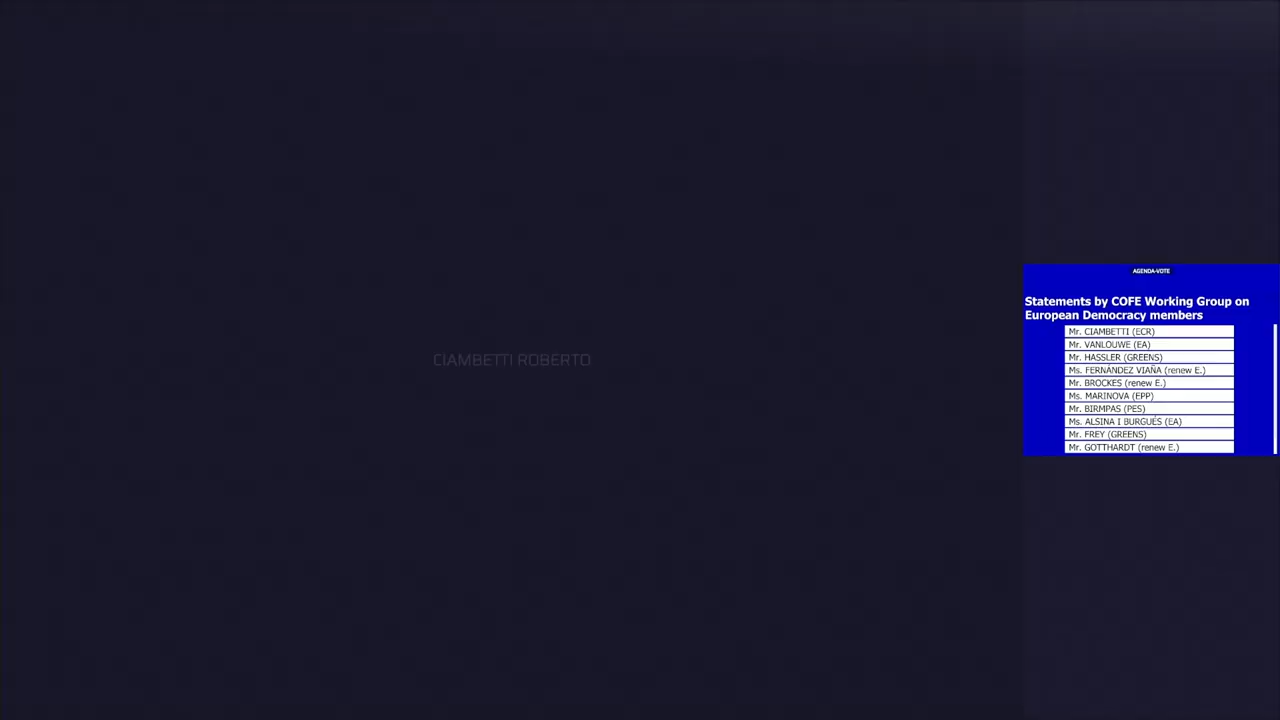 CIAMBETTI ROBERTO
AGENDA-VOTE
Statements by COFE Working Group on
European Democracy members
Mr. CIAMBETTI (ECR)
Mr. VANLOUWE (EA)
Mr. HASSLER (GREENS)
Ms. FERNÁNDEZ VIAÑA (renew E.)
Mr. BROCKES (renew E.)
Ms. MARINOVA (EPP)
Mr. BIRMPAS (PES)
Ms. ALSINA I BURGUÉS (EA)
Mr. FREY (GREENS)
Mr. GOTTHARDT (renew E.)